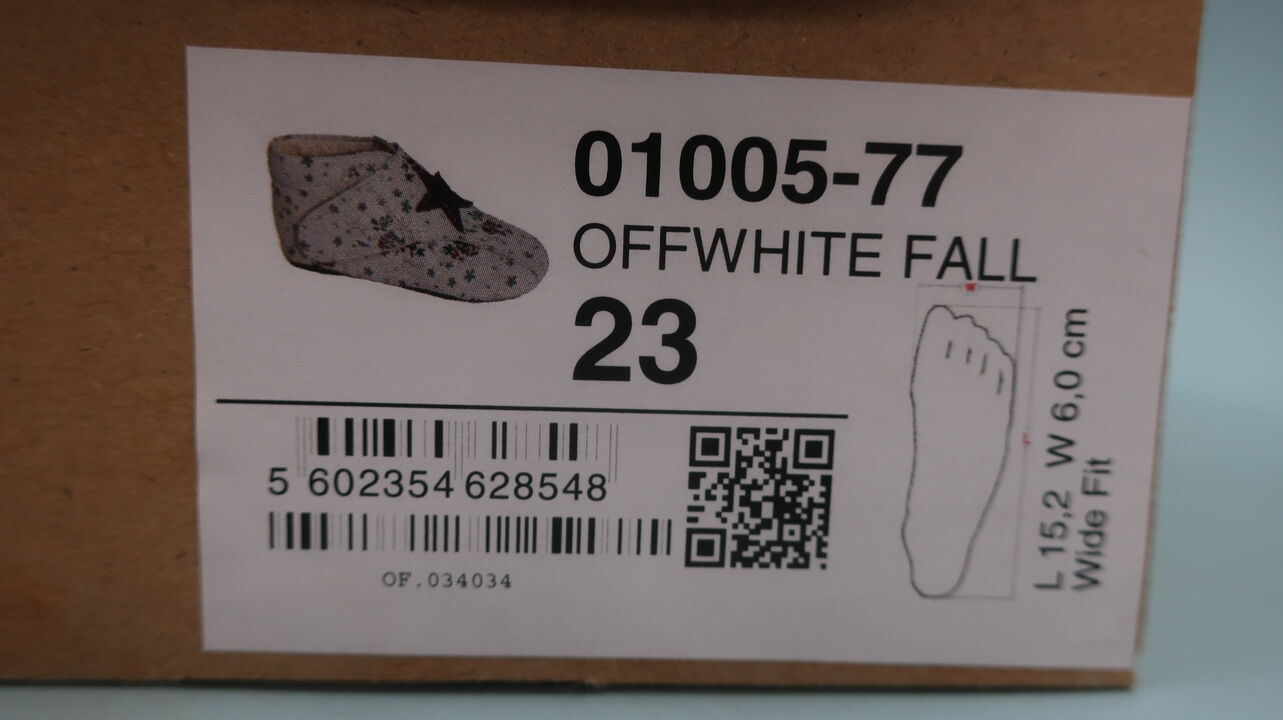 01005-77
OFFWHITE FALL
23
5 602354 628548
OF.034034
L 15,2 W 6,0 cm
Wide Fit